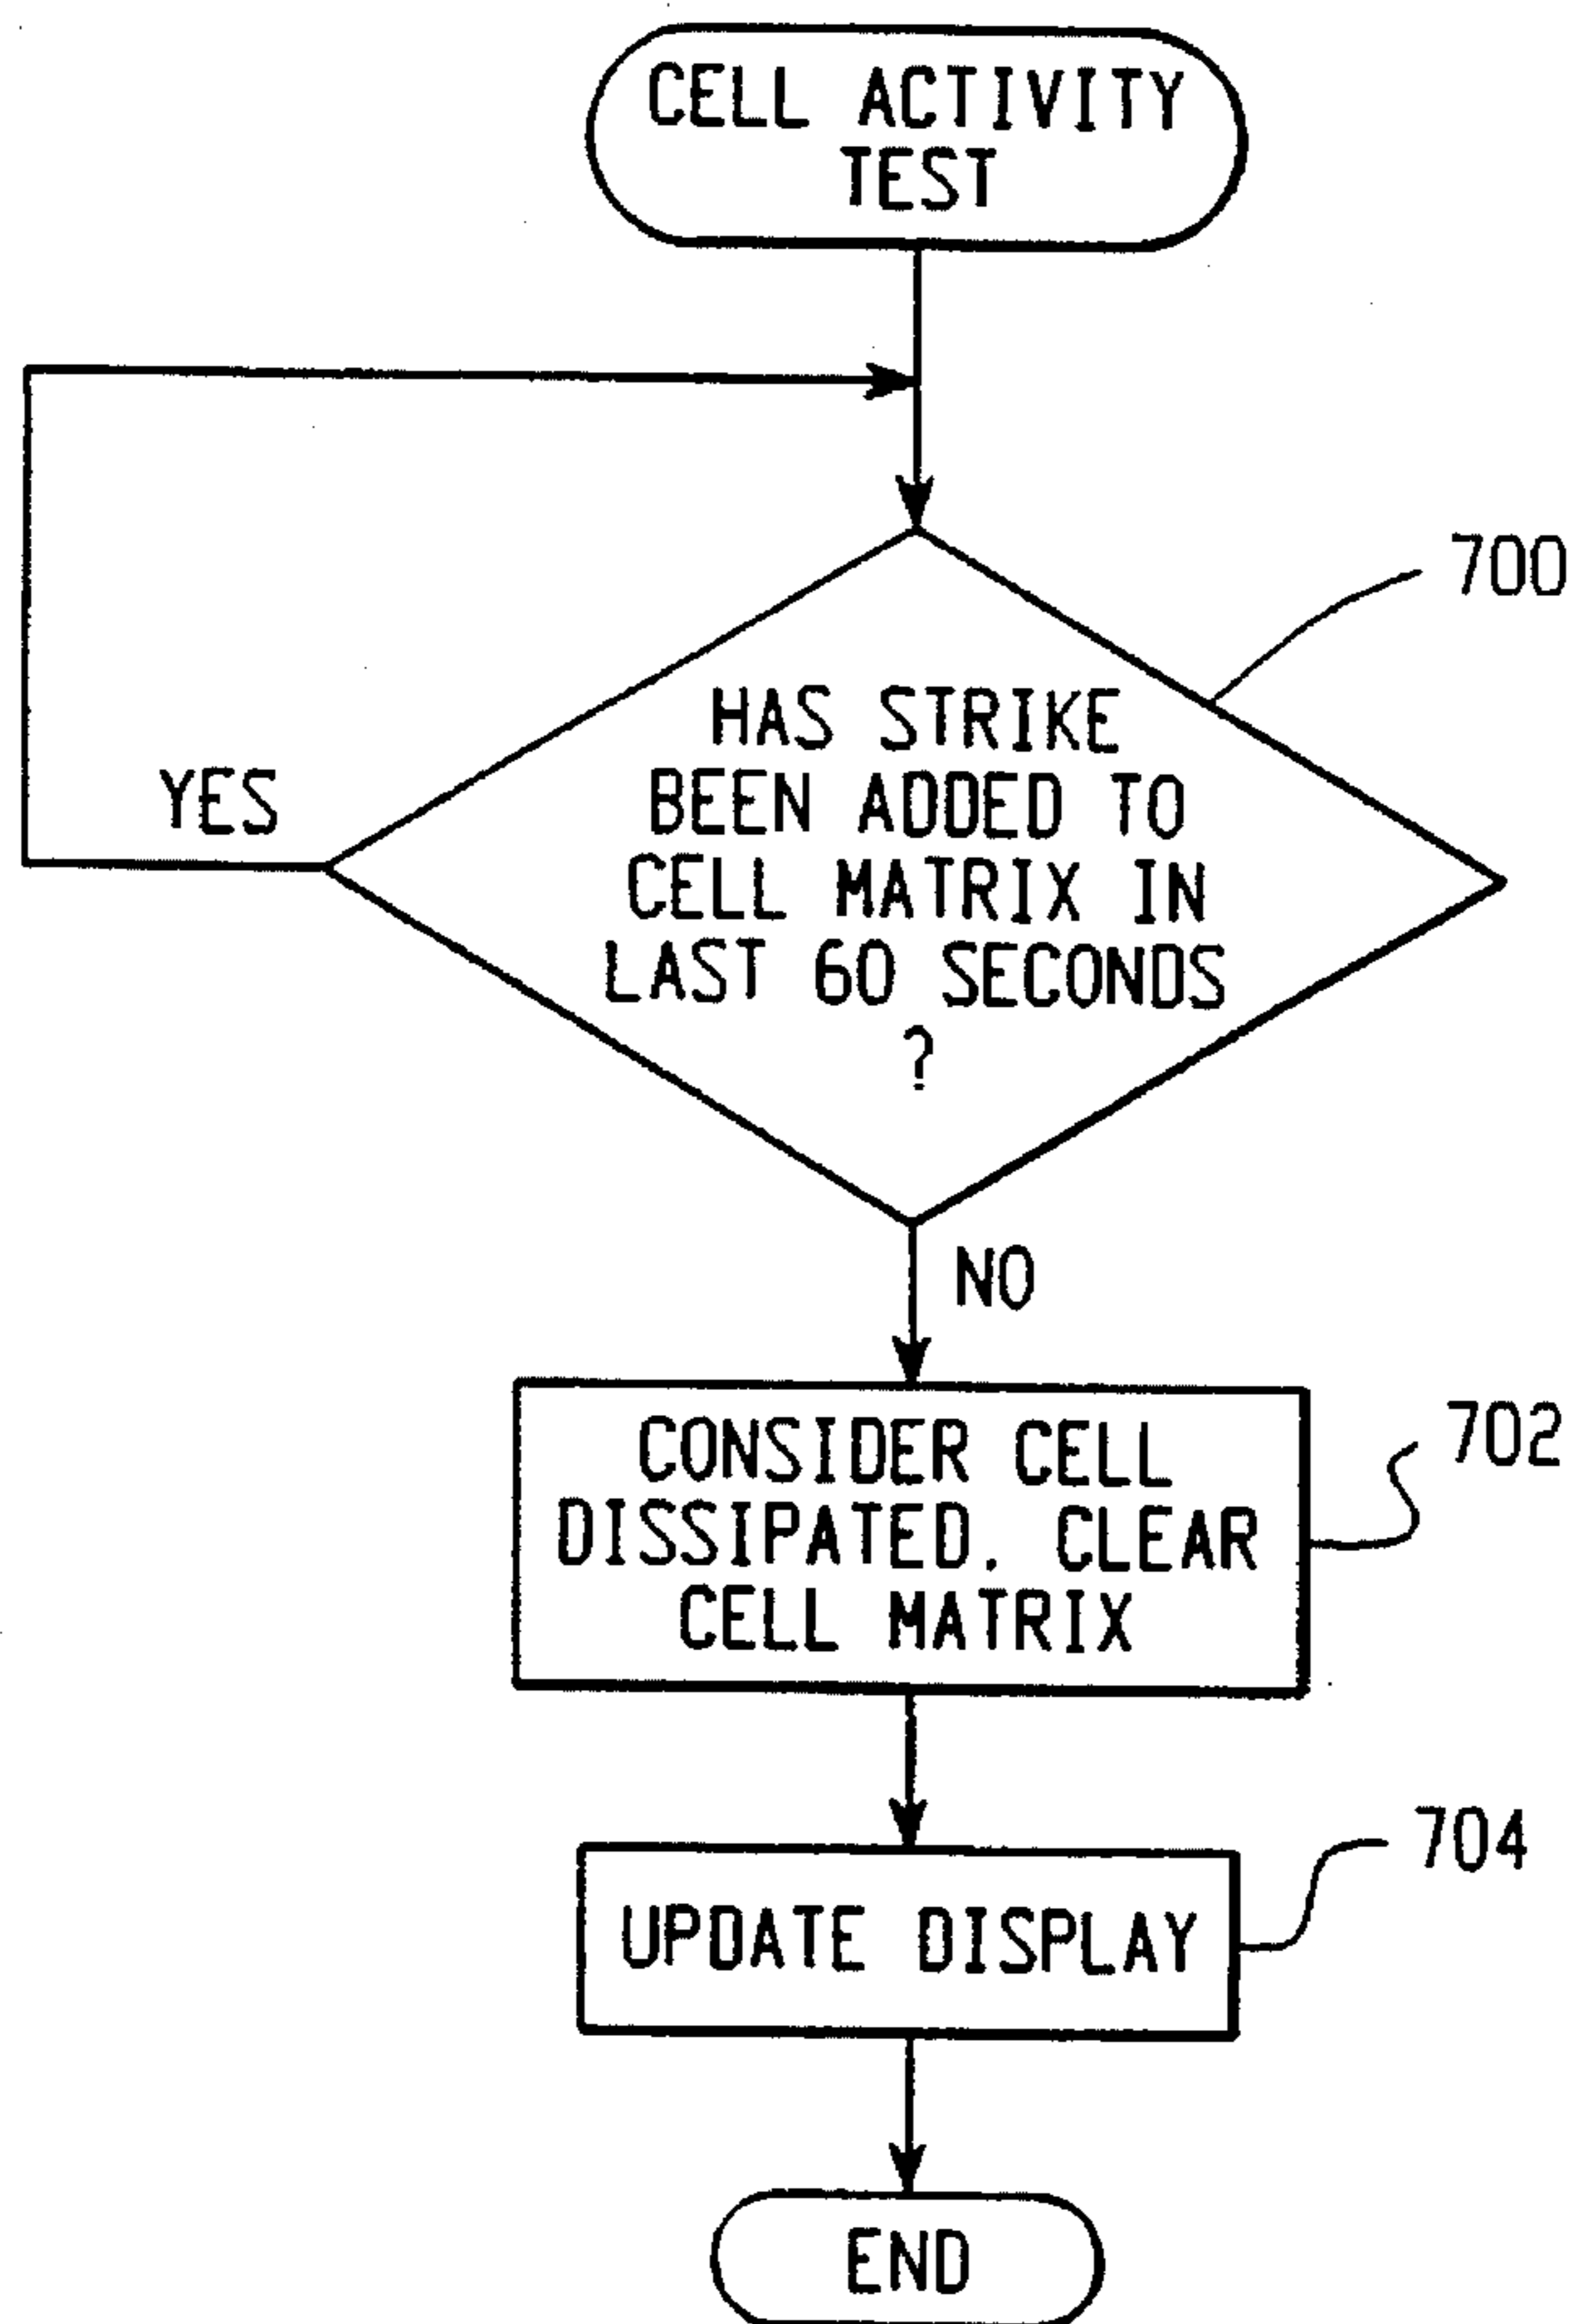 CELL ACTIVITY
TEST
700
HAS STRIKE
BEEN ADDED TO
CELL MATRIX IN
LAST 60 SECONDS
?
YES
NO
CONSIDER CELL
DISSIPATED. CLEAR
CELL MATRIX
702
UPDATE DISPLAY
704
END